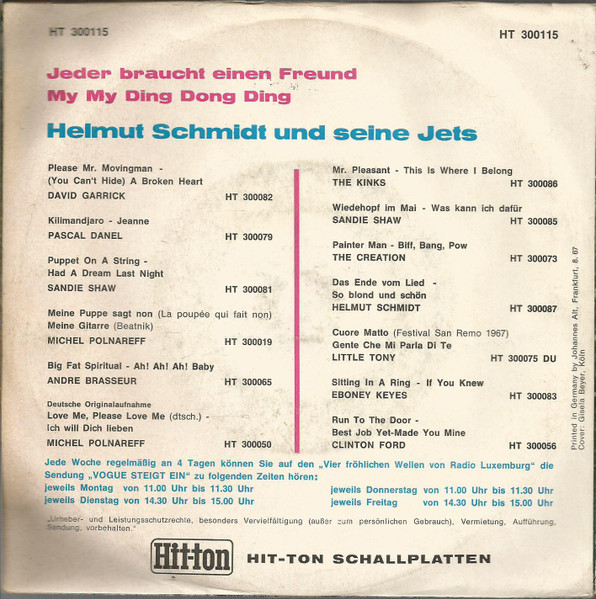 HT 300115
HT 300115
Jeder braucht einen Freund
My My Ding Dong Ding
Helmut Schmidt und seine Jets
Please Mr. Movingman -
(You Can't Hide) A Broken Heart
DAVID GARRICK HT 300082
Kilimandjaro - Jeanne
PASCAL DANEL HT 300079
Puppet On A String -
Had A Dream Last Night
SANDIE SHAW HT 300081
Meine Puppe sagt non (La poupée qui fait non)
Meine Gitarre (Beatnik)
MICHEL POLNAREFF HT 300019
Big Fat Spiritual - Ah! Ah! Ah! Baby
ANDRE BRASSEUR HT 300065
Deutsche Originalaufnahme
Love Me, Please Love Me (dtsch.) -
Ich will Dich lieben
MICHEL POLNAREFF HT 300050
Mr. Pleasant - This Is Where I Belong
THE KINKS HT 300086
Wiedehopf im Mai - Was kann ich dafür
SANDIE SHAW HT 300085
Painter Man - Biff, Bang, Pow
THE CREATION HT 300073
Das Ende vom Lied -
So blond und schön
HELMUT SCHMIDT HT 300087
Cuore Matto (Festival San Remo 1967)
Gente Che Mi Parla Di Te
LITTLE TONY HT 300075 DU
Sitting In A Ring - If You Knew
EBONEY KEYES HT 300083
Run To The Door -
Best Job Yet-Made You Mine
CLINTON FORD HT 300056
Printed in Germany by Johannes Alt, Frankfurt, 8. 67
Cover: Gisela Beyer, Köln
Jede Woche regelmäßig an 4 Tagen können Sie auf den „Vier fröhlichen Wellen von Radio Luxemburg" die
Sendung „VOGUE STEIGT EIN" zu folgenden Zeiten hören:
jeweils Montag von 11.00 Uhr bis 11.30 Uhr jeweils Donnerstag von 11.00 Uhr bis 11.30 Uhr
jeweils Dienstag von 14.30 Uhr bis 15.00 Uhr jeweils Freitag von 14.30 Uhr bis 15.00 Uhr
„Urheber- und Leistungsschutzrechte, besonders Vervielfältigung (außer zum persönlichen Gebrauch), Vermietung, Aufführung,
Sendung, vorbehalten."
Hit-ton HIT-TON SCHALLPLATTEN